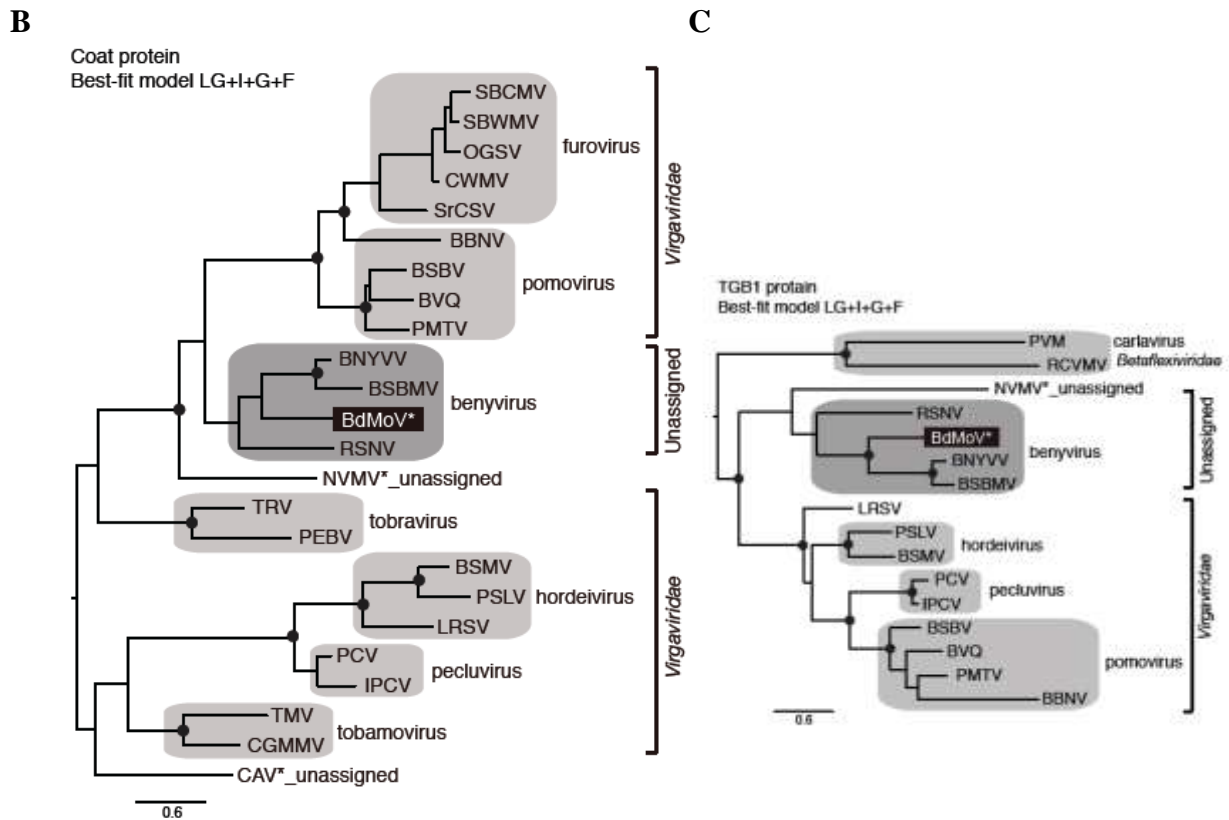 B
Coat protein
Best-fit model LG+I+G+F
SBCMV
SBWMV
OGSV
CWMV
SrCSV
furovirus
BBNV
BSBV
BVQ
PMTV
pomovirus
Virgaviridae
BNYVV
BSBMV
BdMoV*
RSNV
benyvirus
Unassigned
NVMV*_unassigned
TRV
PEBV
tobravirus
BSMV
PSLV
LRSV
hordeivirus
PCV
IPCV
pecluvirus
TMV
CGMMV
tobamovirus
Virgaviridae
CAV*_unassigned
0.6
C
TGB1 protain
Best-fit model LG+I+G+F
PVM
RCVMV
carlavirus
Betaflexiviridae
NVMV*_unassigned
RSNV
BdMoV*
BNYVV
BSBMV
benyvirus
Unassigned
LRSV
PSLV
BSMV
hordeivirus
PCV
IPCV
pecluvirus
BSBV
BVQ
PMTV
BBNV
pomovirus
Virgaviridae
0.6